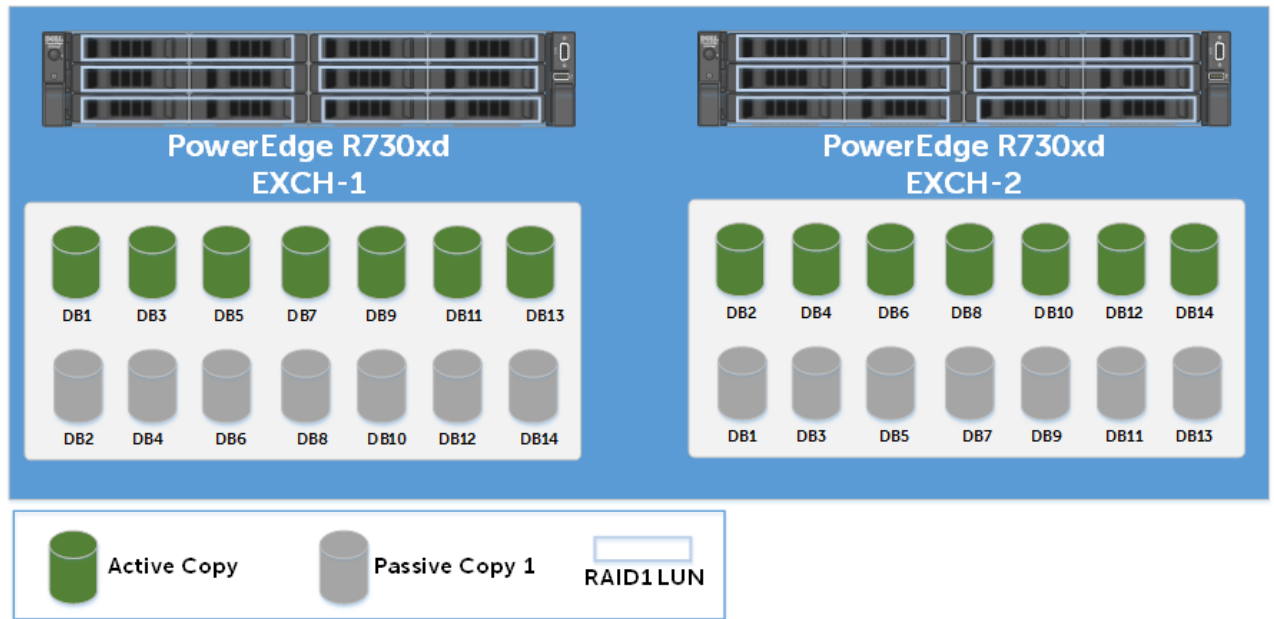 PowerEdge R730xd
EXCH-1
DB1 DB3 DB5 DB7 DB9 DB11 DB13
DB2 DB4 DB6 DB8 DB10 DB12 DB14
PowerEdge R730xd
EXCH-2
DB2 DB4 DB6 DB8 DB10 DB12 DB14
DB1 DB3 DB5 DB7 DB9 DB11 DB13
Active Copy
Passive Copy 1
RAID1 LUN